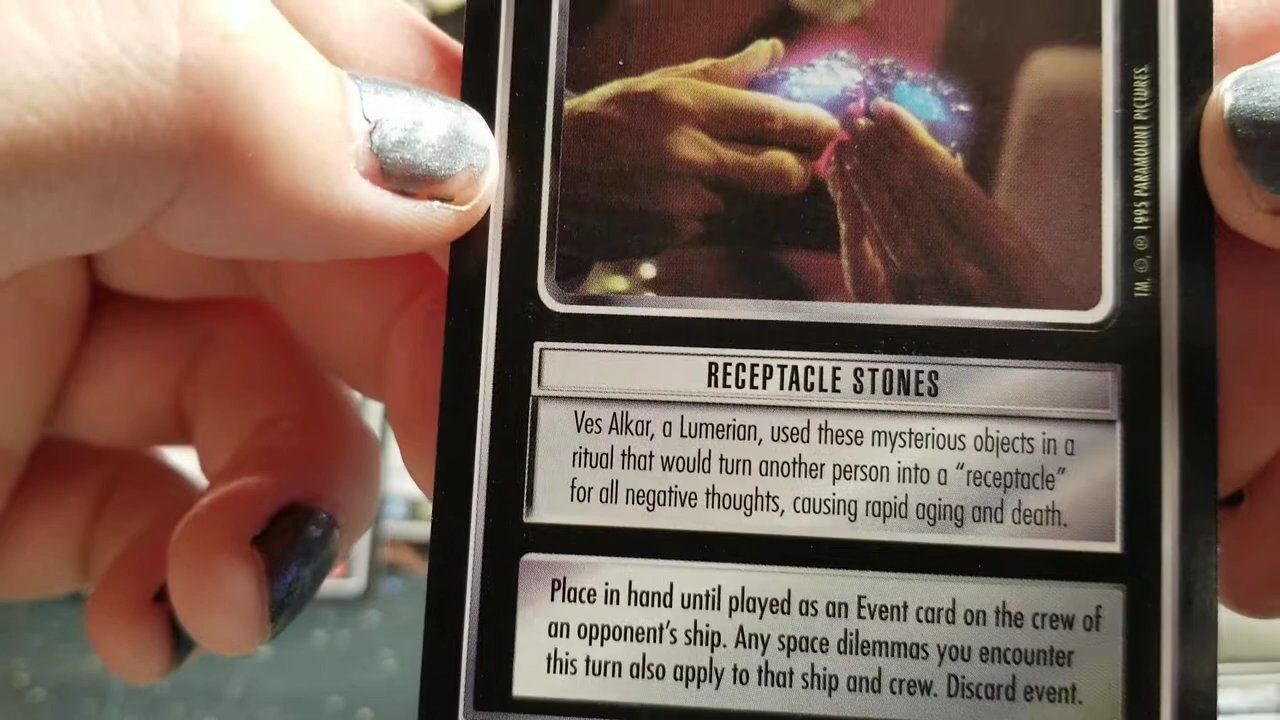 TM, ©, ® 1995 PARAMOUNT PICTURES.
RECEPTACLE STONES
Ves Alkar, a Lumerian, used these mysterious objects in a
ritual that would turn another person into a “receptacle”
for all negative thoughts, causing rapid aging and death.
Place in hand until played as an Event card on the crew of
an opponent’s ship. Any space dilemmas you encounter
this turn also apply to that ship and crew. Discard event.